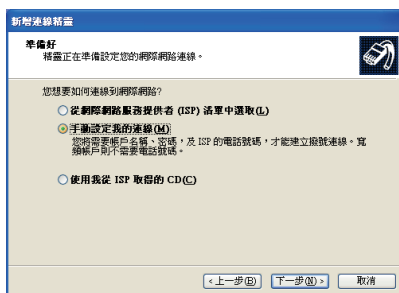 新增連線精靈
準備好
精靈正在準備設定您的網際網路連線。
您想要如何連線到網際網路?
從網際網路服務提供者 (ISP) 清單中選取(L)
手動設定我的連線(M)
您將需要帳戶名稱、密碼，及 ISP 的電話號碼，才能建立撥號連線。寬
頻帳戶則不需要電話號碼。
使用我從 ISP 取得的 CD(C)
<上一步(B) 下一步(N)> 取消